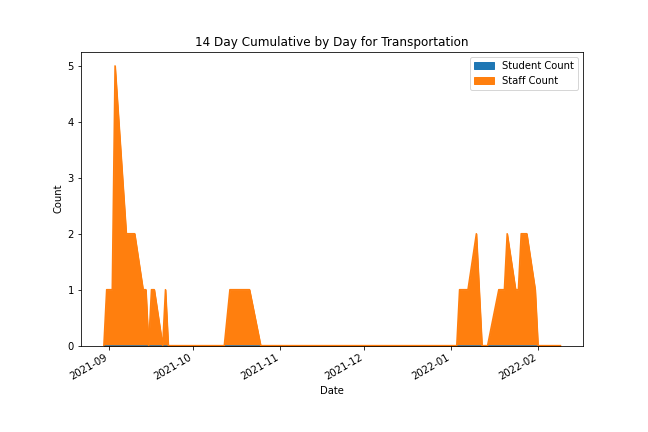 14 Day Cumulative by Day for Transportation
Student Count
Staff Count
5
4
3
2
1
0
Count
2021-09
2021-10
2021-11
2021-12
2022-01
2022-02
Date